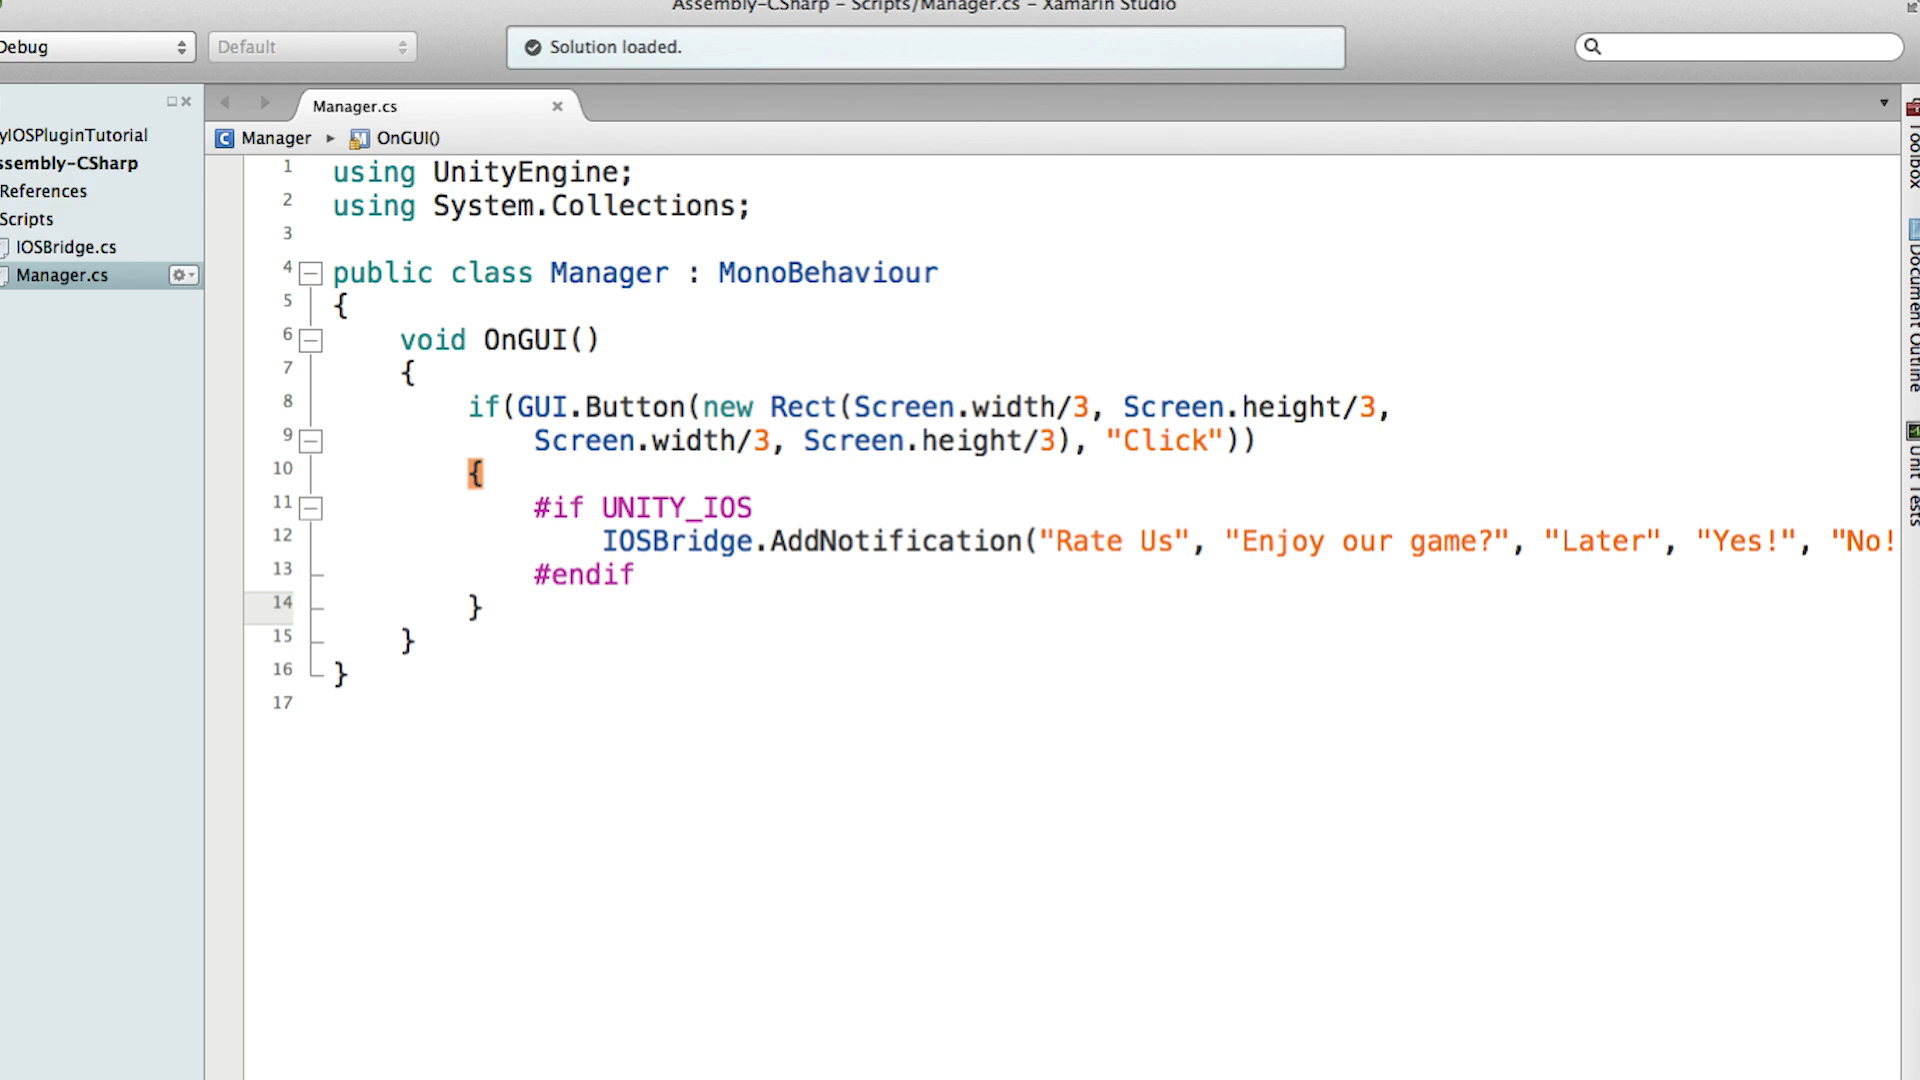 Assembly-CSharp – Scripts/Manager.cs – Xamarin Studio
Debug
Default
Solution loaded.
Manager.cs
Manager
OnGUI()
yIOSPluginTutorial
ssembly-CSharp
References
Scripts
IOSBridge.cs
Manager.cs
1 using UnityEngine;
2 using System.Collections;
3
4 public class Manager : MonoBehaviour
5 {
6 void OnGUI()
7 {
8 if(GUI.Button(new Rect(Screen.width/3, Screen.height/3,
9 Screen.width/3, Screen.height/3), "Click"))
10 {
11 #if UNITY_IOS
12 IOSBridge.AddNotification("Rate Us", "Enjoy our game?", "Later", "Yes!", "No!
13 #endif
14 }
15 }
16 }
17
Toolbox
Document Outline
Unit Tests